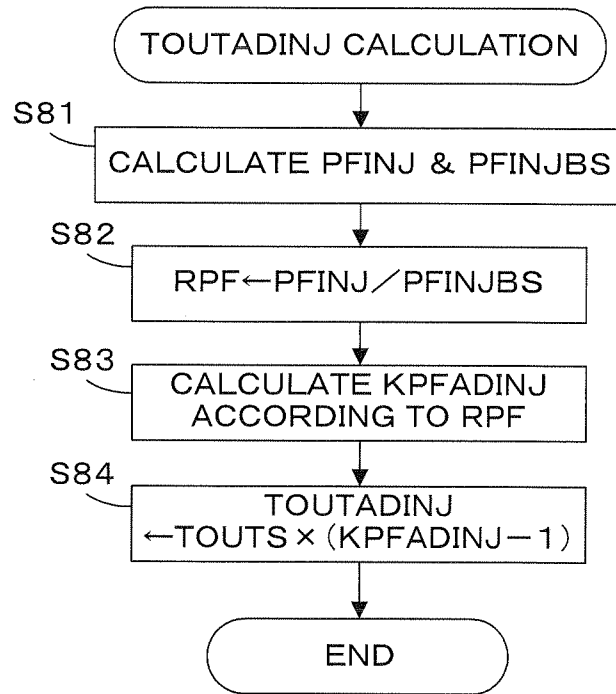 TOUTADINJ CALCULATION
S81
CALCULATE PFINJ & PFINJBS
S82
RPF←PFINJ／PFINJBS
S83
CALCULATE KPFADINJ
ACCORDING TO RPF
S84
TOUTADINJ
←TOUTS×(KPFADINJ−1)
END